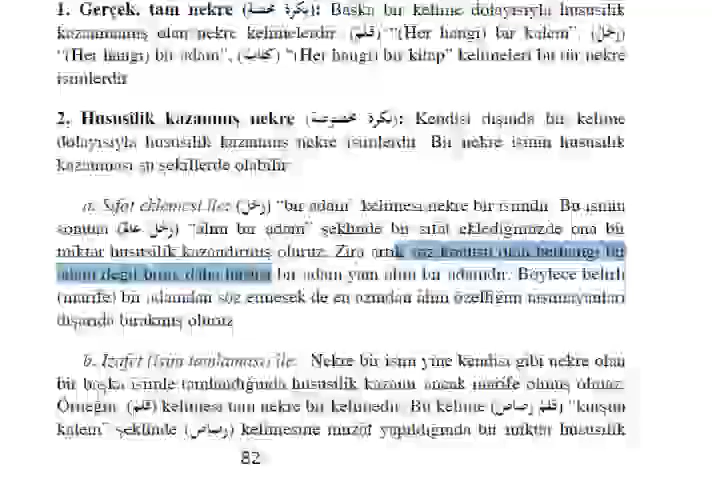 1. Gerçek, tam nekre (نكرة محضة): Başka bir kelime dolayısıyla hususilik
kazanmamış olan nekre kelimelerdir. (قلم) “(Her hangi) bir kalem”, (رجل)
“(Her hangi) bir adam”, (كتاب) “(Her hangi) bir kitap” kelimeleri bu tür nekre
isimlerdir.
2. Hususilik kazanmış nekre (نكرة مخصوصة): Kendisi dışında bir kelime
dolayısıyla hususilik kazanmış nekre isimlerdir. Bir nekre ismin hususilik
kazanması şu şekillerde olabilir
a. Sıfat eklemesi ile: (رجل) “bir adam” kelimesi nekre bir isimdir. Bu ismin
sonuna (رجل عالم) “alim bir adam” şeklinde bir sıfat eklediğimizde ona bir
miktar hususilik kazandırmış oluruz. Zira artık söz konusu olan herhangi bir
adam değil biraz daha hususi bir adam yani alim bir adamdır. Böylece belirli
(marife) bir adamdan söz etmesek de en azından âlim özelliğini taşımayanları
dışarıda bırakmış oluruz
b. İzafet (isim tamlaması) ile: Nekre bir isim yine kendisi gibi nekre olan
bir başka isimle tamlandığında hususilik kazanır ancak marife olmuş olmaz.
Örneğin (قلم) kelimesi tam nekre bir kelimedir. Bu kelime (قلم رصاص) “kurşun
kalem” şeklinde (رصاص) kelimesine muzaf yapıldığında bir miktar hususilik
82